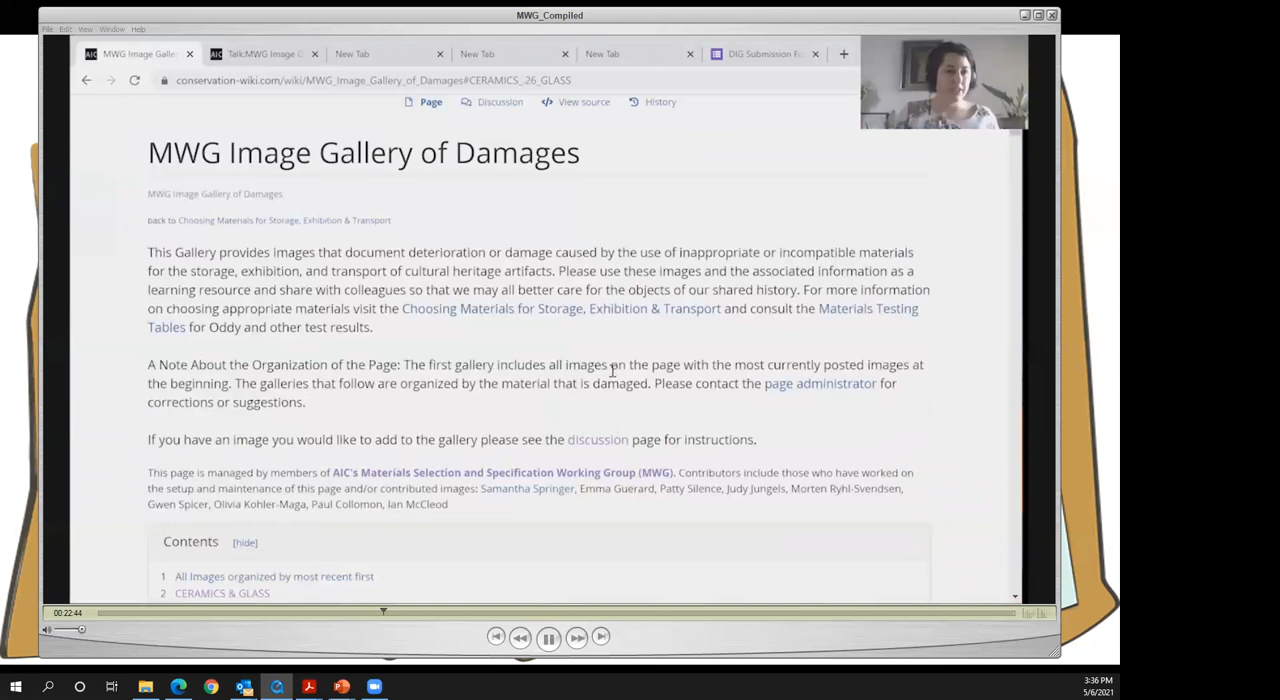 MWG_Compiled
File Edit View Window Help
MWG Image Galle
Talk:MWG Image G
New Tab
New Tab
New Tab
DIG Submission Fo
conservation-wiki.com/wiki/MWG_Image_Gallery_of_Damages#CERAMICS_.26_GLASS
Page Discussion View source History
MWG Image Gallery of Damages
MWG Image Gallery of Damages
back to Choosing Materials for Storage, Exhibition & Transport
This Gallery provides images that document deterioration or damage caused by the use of inappropriate or incompatible materials
for the storage, exhibition, and transport of cultural heritage artifacts. Please use these images and the associated information as a
learning resource and share with colleagues so that we may all better care for the objects of our shared history. For more information
on choosing appropriate materials visit the Choosing Materials for Storage, Exhibition & Transport and consult the Materials Testing
Tables for Oddy and other test results.
A Note About the Organization of the Page: The first gallery includes all images on the page with the most currently posted images at
the beginning. The galleries that follow are organized by the material that is damaged. Please contact the page administrator for
corrections or suggestions.
If you have an image you would like to add to the gallery please see the discussion page for instructions.
This page is managed by members of AIC's Materials Selection and Specification Working Group (MWG). Contributors include those who have worked on
the setup and maintenance of this page and/or contributed images: Samantha Springer, Emma Guerard, Patty Silence, Judy Jungels, Morten Ryhl-Svendsen,
Gwen Spicer, Olivia Kohler-Maga, Paul Collomon, Ian McCleod
Contents [hide]
1 All Images organized by most recent first
2 CERAMICS & GLASS
00:22:44
3:36 PM
5/6/2021